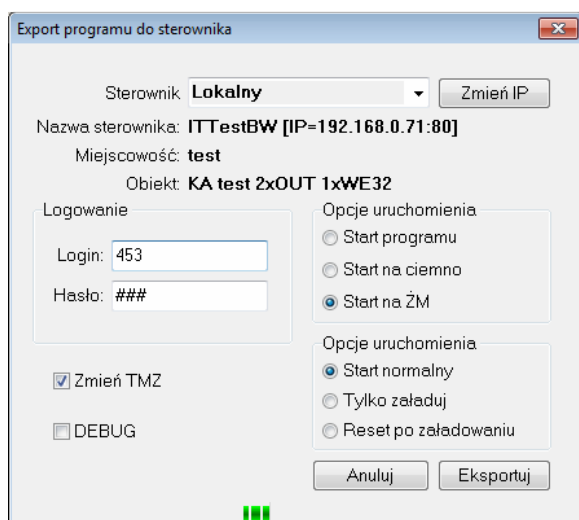 Export programu do sterownika
Sterownik Lokalny Zmień IP
Nazwa sterownika: ITTestBW [IP=192.168.0.71:80]
Miejscowość: test
Obiekt: KA test 2xOUT 1xWE32
Logowanie
Login: 453
Hasło: ###
Opcje uruchomienia
Start programu
Start na ciemno
Start na ŻM
Zmień TMZ
DEBUG
Opcje uruchomienia
Start normalny
Tylko załaduj
Reset po załadowaniu
Anuluj Eksportuj